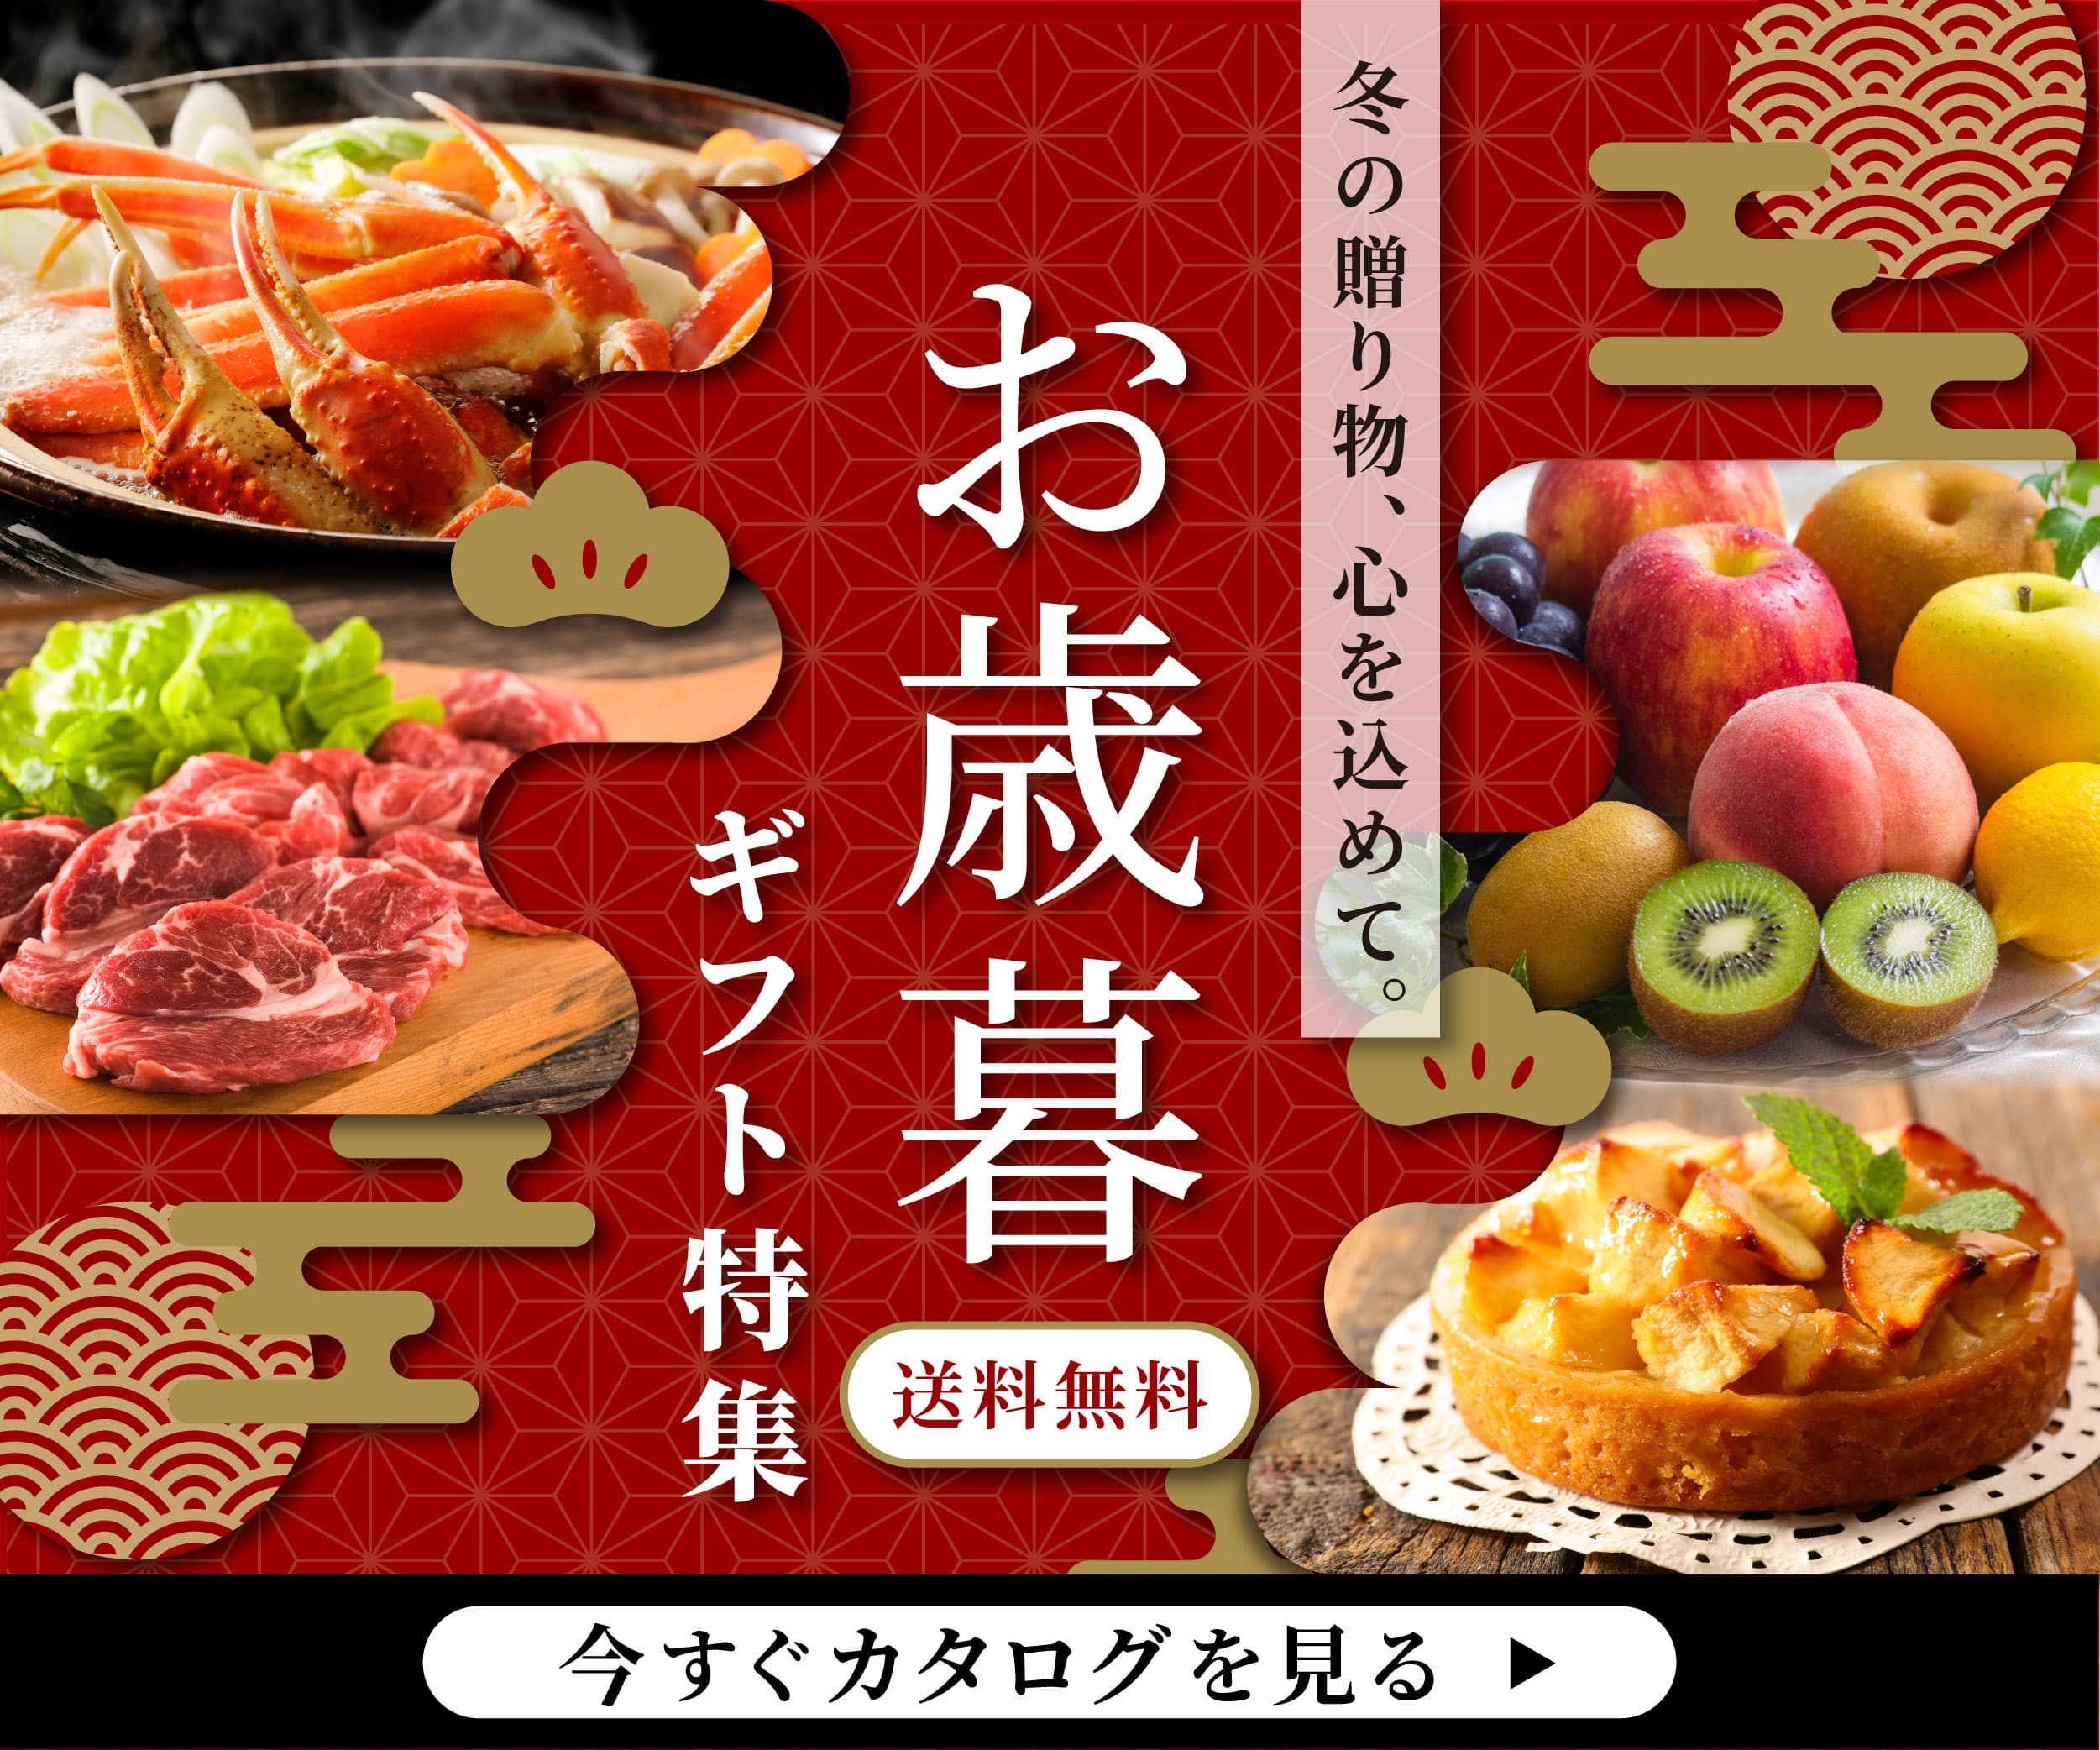 冬の贈り物、心を込めて。
お歳暮
ギフト特集
送料無料
今すぐカタログを見る ▶